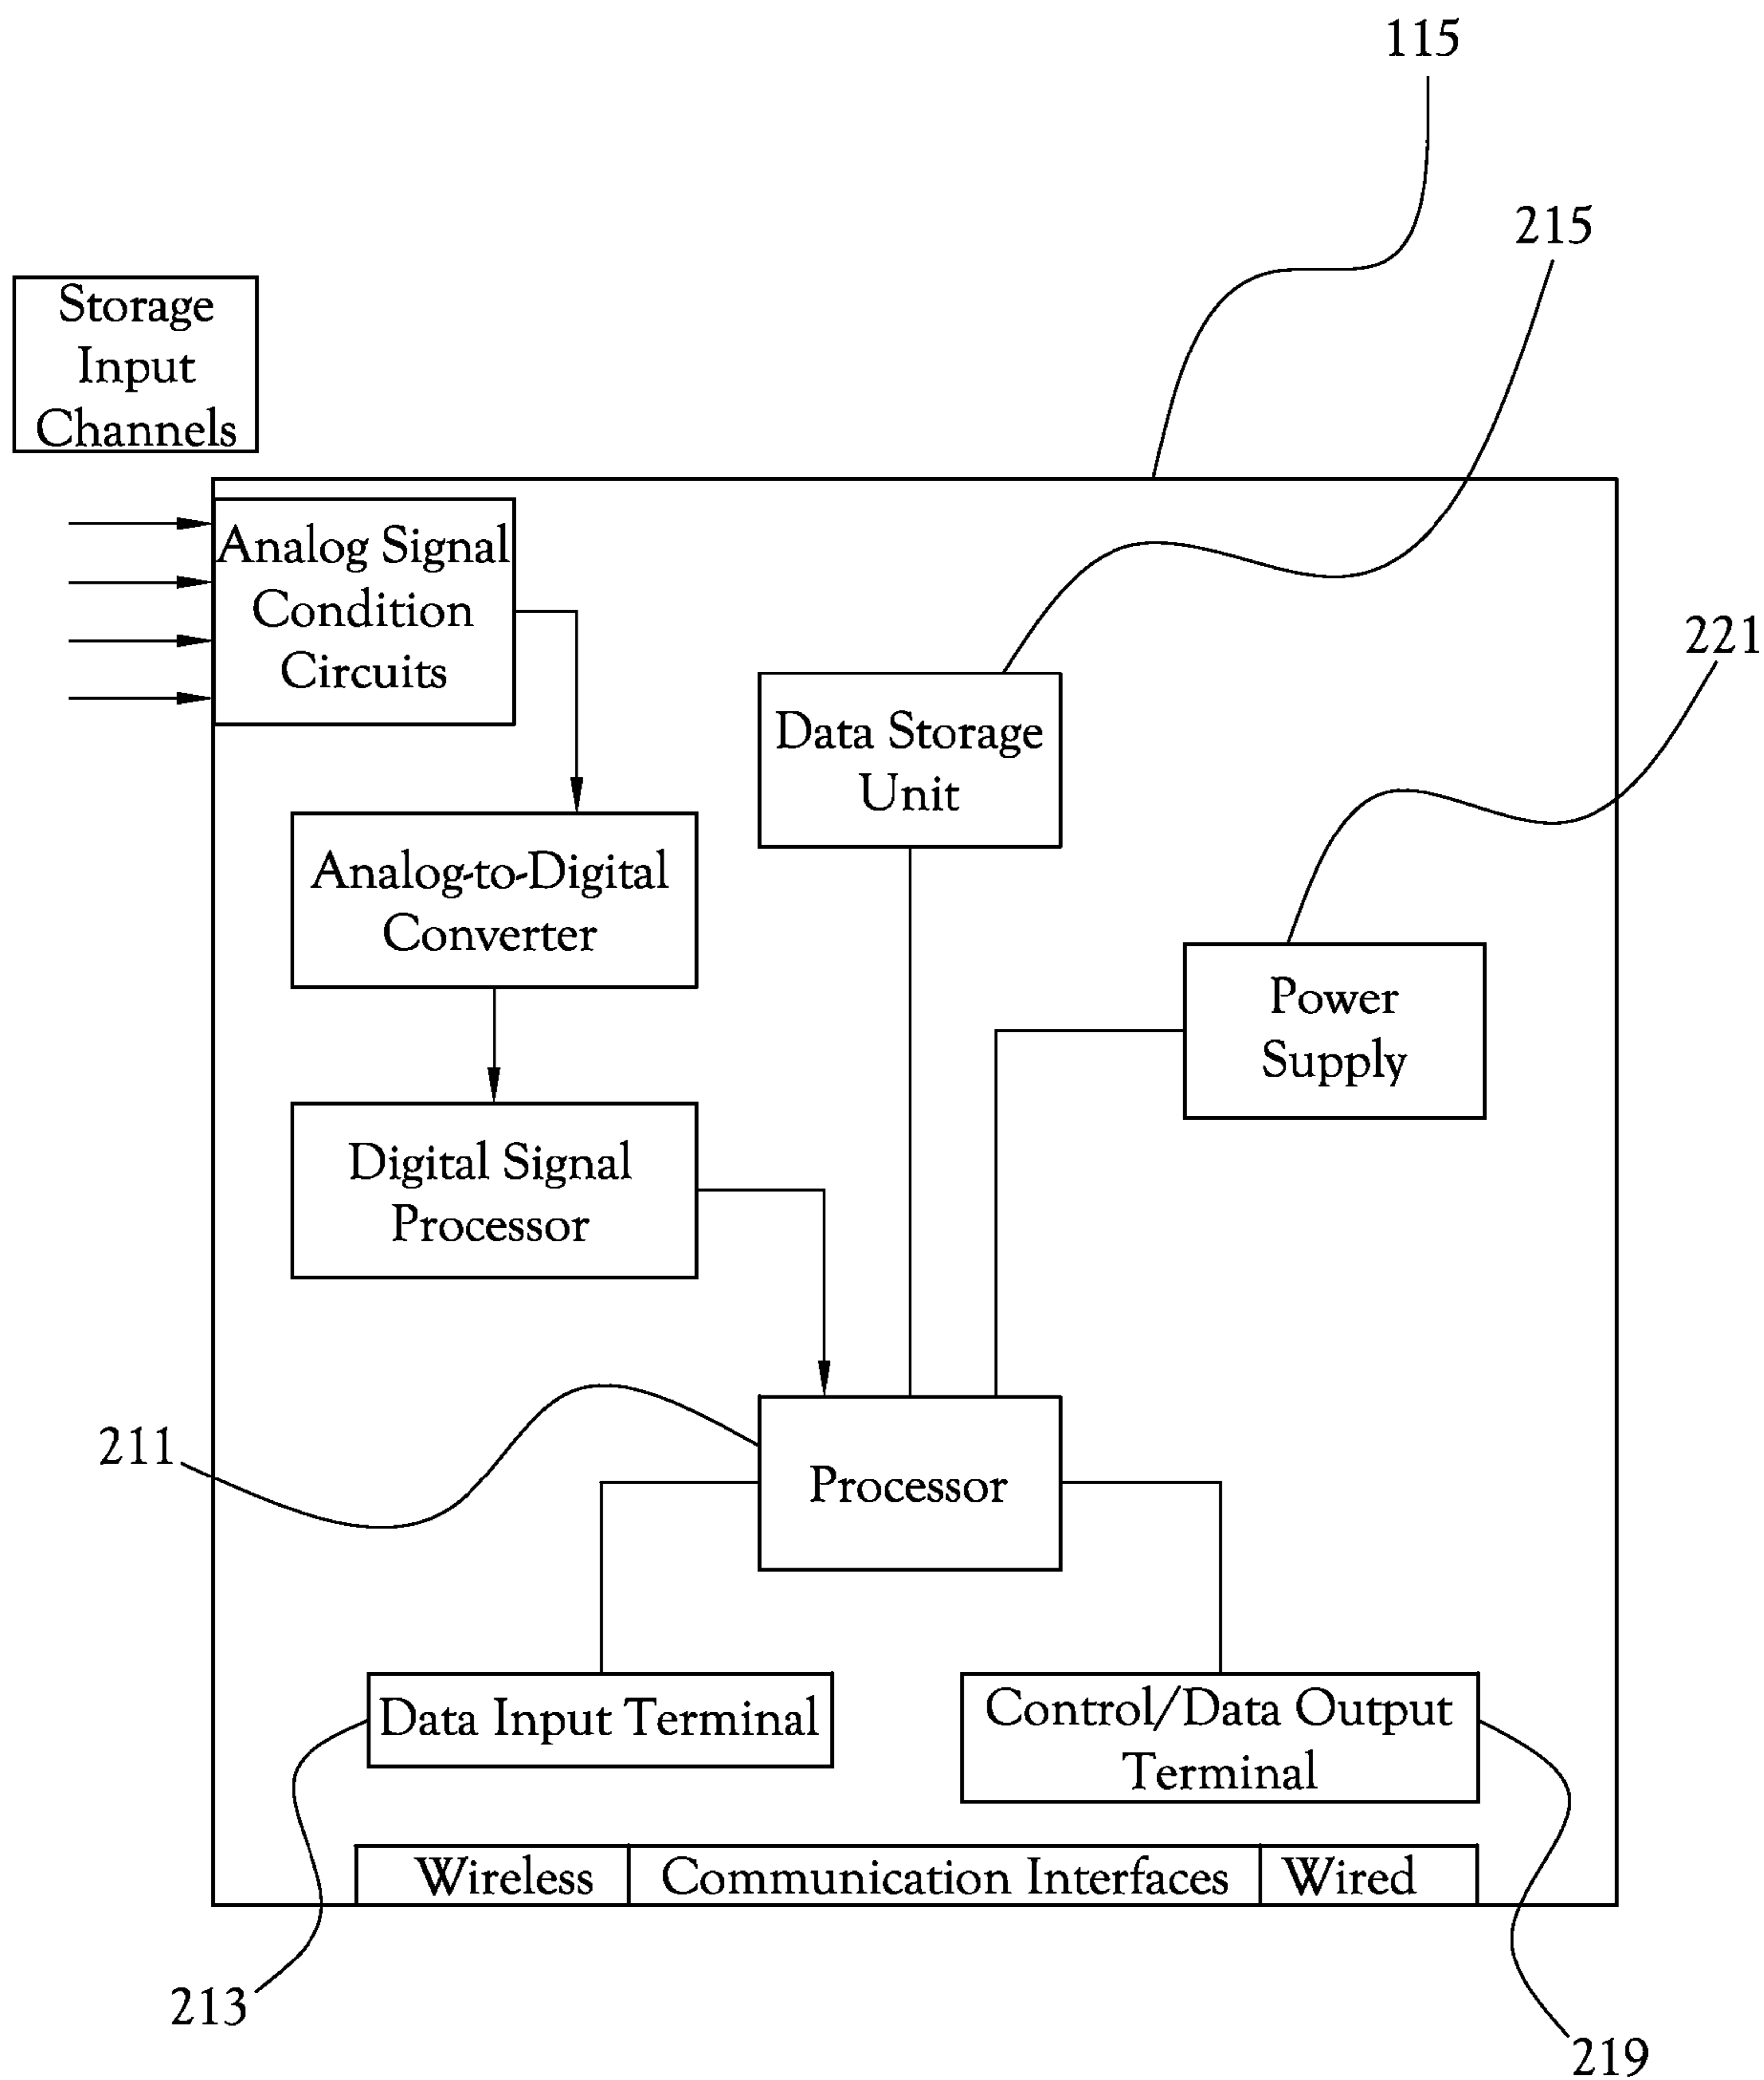 115
215
Storage
Input
Channels
Analog Signal
Condition
Circuits
221
Data Storage
Unit
Analog-to-Digital
Converter
Power
Supply
Digital Signal
Processor
211
Processor
Data Input Terminal
Control/Data Output
Terminal
Wireless
Communication Interfaces
Wired
213
219